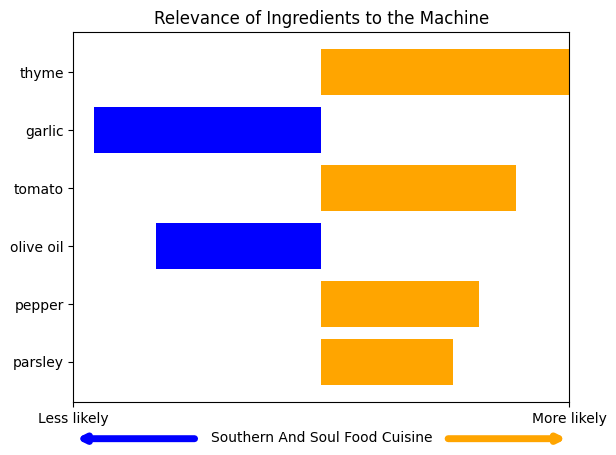 Relevance of Ingredients to the Machine
thyme
garlic
tomato
olive oil
pepper
parsley
Less likely
More likely
Southern And Soul Food Cuisine